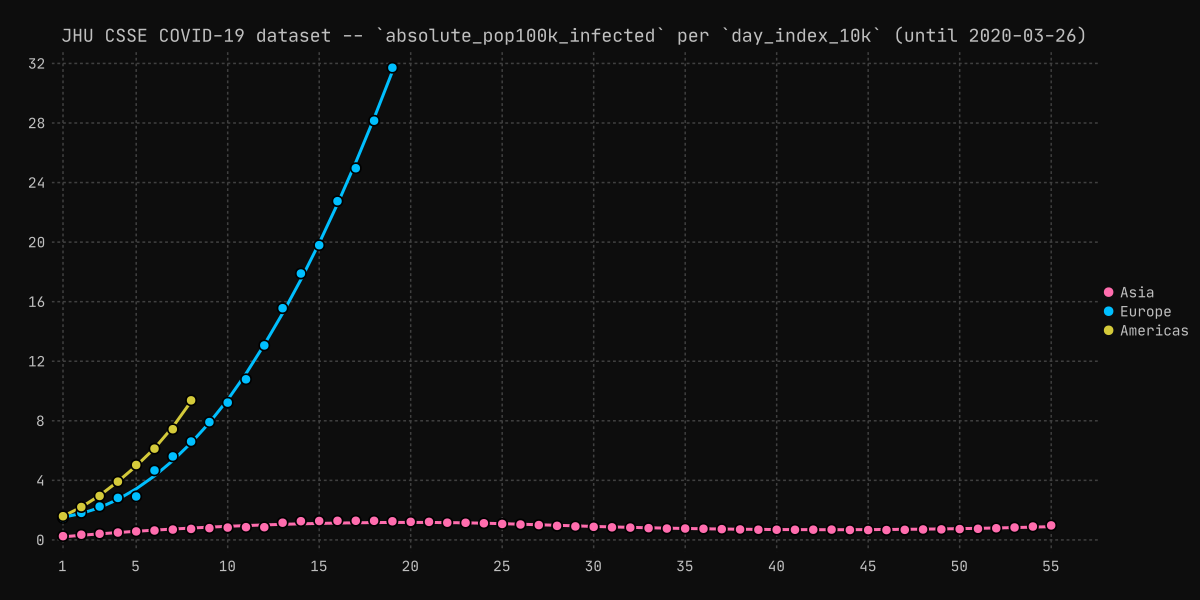 JHU CSSE COVID-19 dataset -- `absolute_pop100k_infected` per `day_index_10k` (until 2020-03-26)
32
28
24
20
16
12
8
4
0
1 5 10 15 20 25 30 35 40 45 50 55
Asia
Europe
Americas